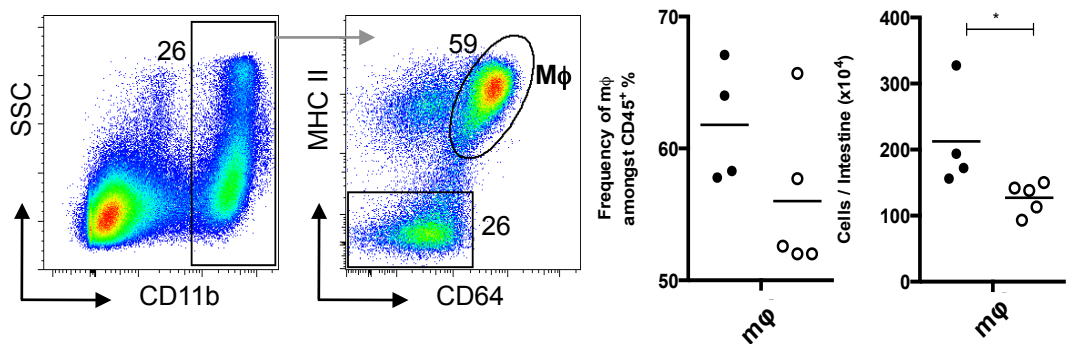 SSC
26
CD11b
MHC II
59
Mϕ
26
CD64
Frequency of mϕ
amongst CD45⁺ %
70
60
50
mφ
Cells / Intestine (x10⁴)
400
300
200
100
0
*
mφ